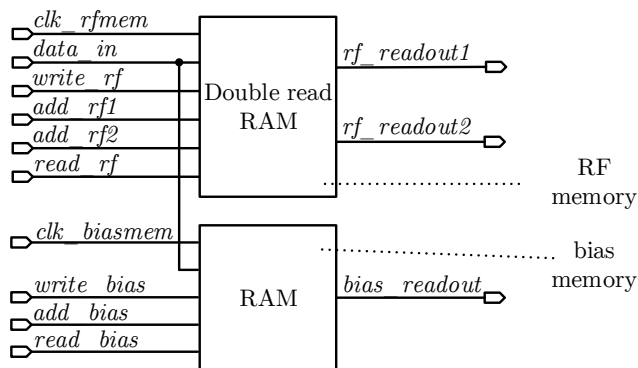 clk_rfmem
data_in
write_rf
add_rf1
add_rf2
read_rf
Double read
RAM
rf_readout1
rf_readout2
RF
memory
clk_biasmem
write_bias
add_bias
read_bias
RAM
bias_readout
bias
memory